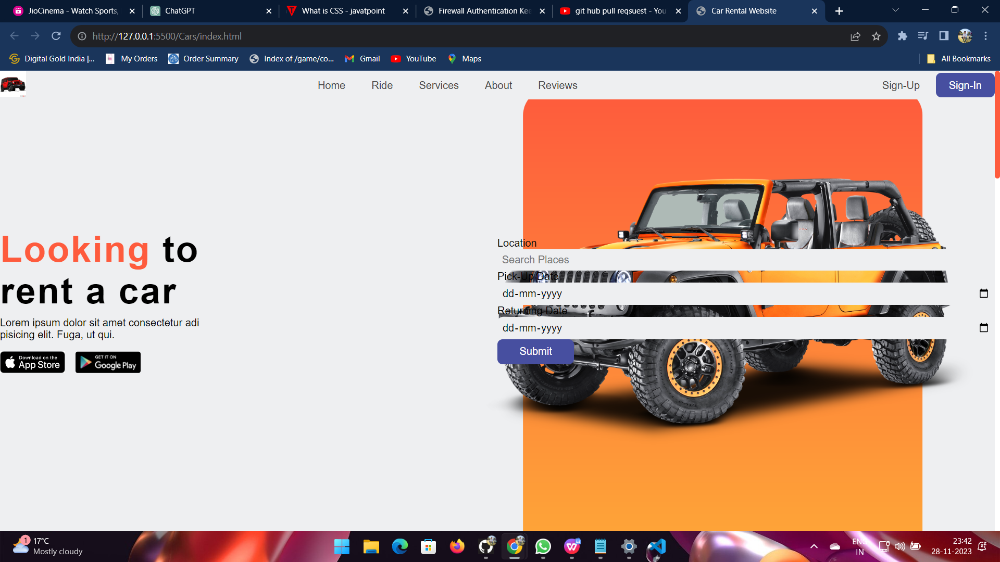 JioCinema - Watch Sports,
ChatGPT
What is CSS - javatpoint
Firewall Authentication Kee
git hub pull reqsuest - You
Car Rental Website
http://127.0.0.1:5500/Cars/index.html
Digital Gold India |...
My Orders
Order Summary
Index of /game/co...
Gmail
YouTube
Maps
All Bookmarks
Home
Ride
Services
About
Reviews
Sign-Up
Sign-In
Looking to
rent a car
Lorem ipsum dolor sit amet consectetur adi
pisicing elit. Fuga, ut qui.
Download on the
App Store
GET IT ON
Google Play
Location
Search Places
Pick-Up Date
dd-mm-yyyy
Returning Date
dd-mm-yyyy
Submit
1
17°C
Mostly cloudy
ENG
IN
23:42
28-11-2023